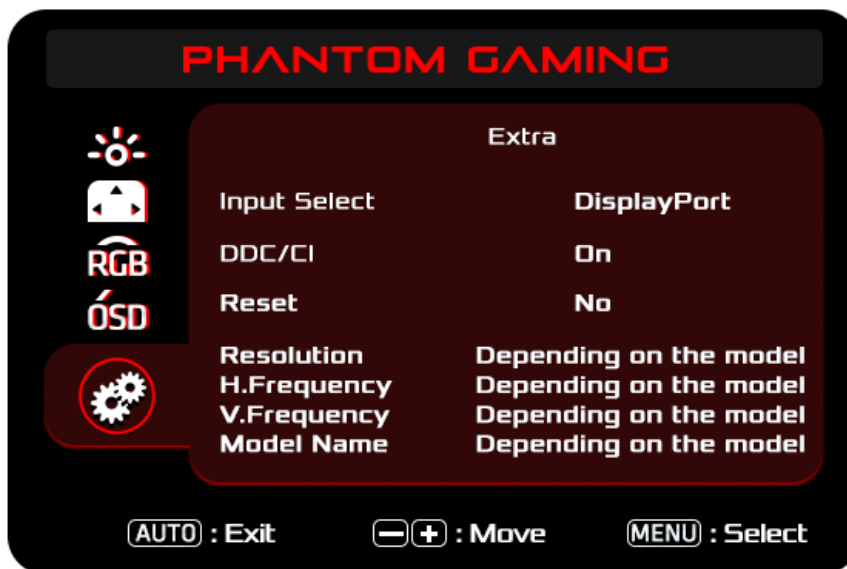 PHANTOM GAMING
Extra
Input Select DisplayPort
DDC/CI On
RGB
Reset No
OSD
Resolution Depending on the model
H.Frequency Depending on the model
V.Frequency Depending on the model
Model Name Depending on the model
AUTO : Exit - + : Move MENU : Select